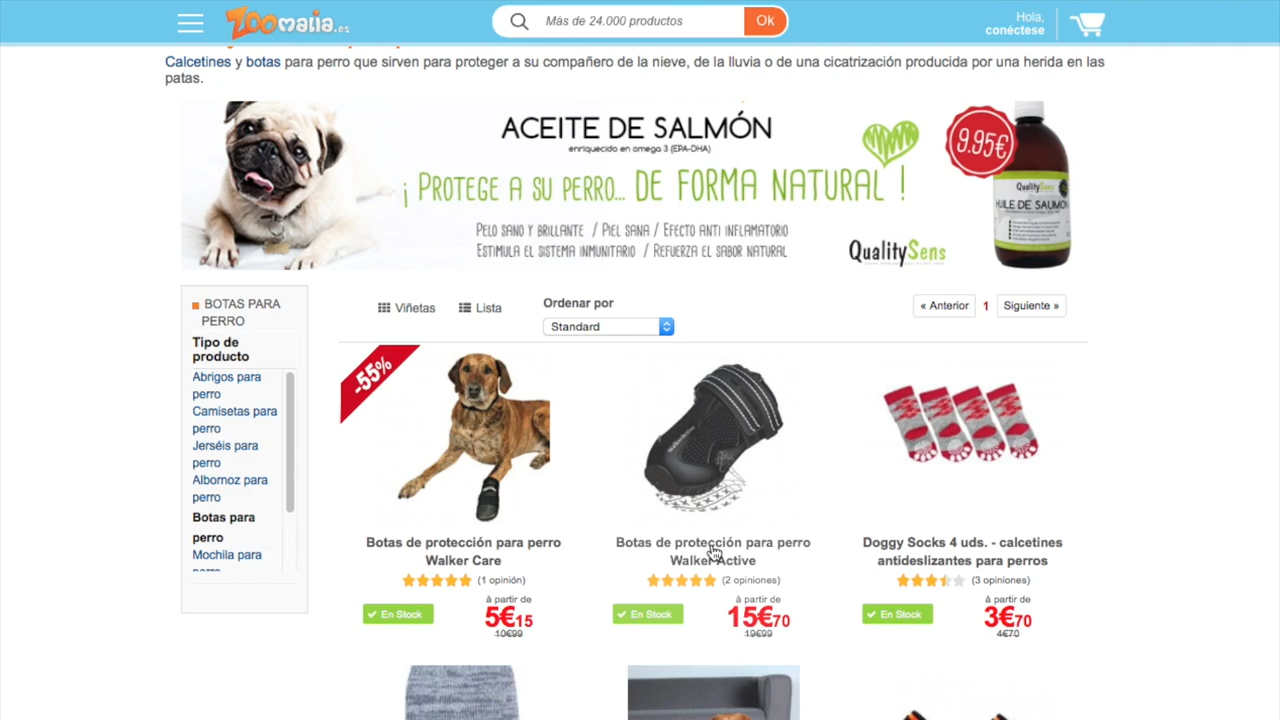 ZOOmalia.es
Más de 24.000 productos
Ok
Hola,
conéctese
Calcetines y botas para perro que sirven para proteger a su compañero de la nieve, de la lluvia o de una cicatrización producida por una herida en las
patas.
ACEITE DE SALMÓN
enriquecido en omega 3 (EPA-DHA)
¡ PROTEGE A SU PERRO... DE FORMA NATURAL !
PELO SANO Y BRILLANTE / PIEL SANA / EFECTO ANTI INFLAMATORIO
ESTIMULA EL SISTEMA INMUNITARIO / REFUERZA EL SABOR NATURAL
QualitySens
9.95€
QualitySens
HUILE DE SAUMON
BOTAS PARA
PERRO
Tipo de
producto
Abrigos para
perro
Camisetas para
perro
Jerséis para
perro
Albornoz para
perro
Botas para
perro
Mochila para
perro
Viñetas
Lista
Ordenar por
Standard
« Anterior
1
Siguiente »
-55%
Botas de protección para perro
Walker Care
(1 opinión)
En Stock
à partir de
5€15
10€99
Walker Active
Botas de protección para perro
Walker Active
(2 opiniones)
En Stock
à partir de
15€70
19€99
Doggy Socks 4 uds. - calcetines
antideslizantes para perros
(3 opiniones)
En Stock
à partir de
3€70
4€70